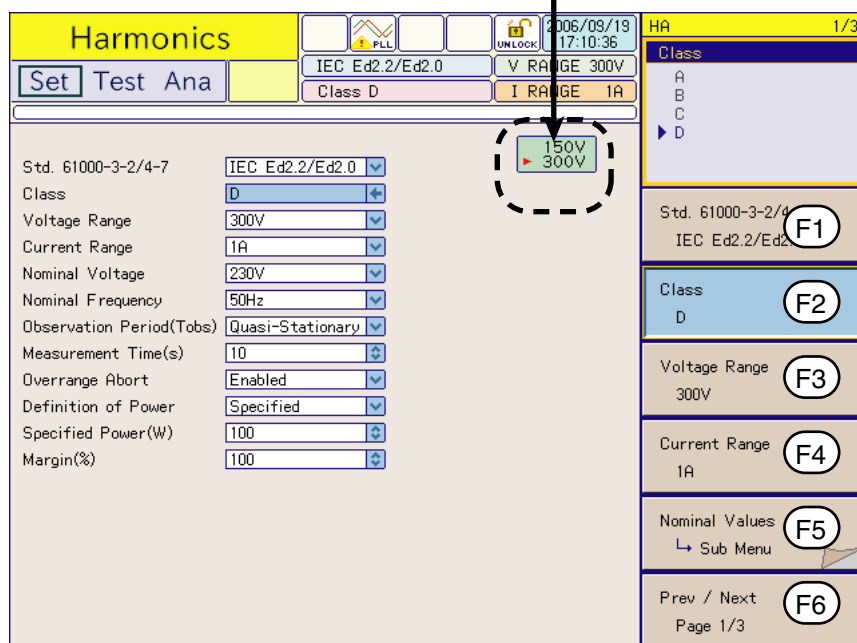 Harmonics
PLL
UNLOCK
2006/09/19
17:10:36
Set Test Ana
IEC Ed2.2/Ed2.0
V RANGE 300V
Class D
I RANGE 1A
150V
300V
Std. 61000-3-2/4-7 IEC Ed2.2/Ed2.0
Class D
Voltage Range 300V
Current Range 1A
Nominal Voltage 230V
Nominal Frequency 50Hz
Observation Period(Tobs) Quasi-Stationary
Measurement Time(s) 10
Overrange Abort Enabled
Definition of Power Specified
Specified Power(W) 100
Margin(%) 100
HA 1/3
Class
A
B
C
D
Std. 61000-3-2/4
IEC Ed2.2/Ed2.
F1
Class
D
F2
Voltage Range
300V
F3
Current Range
1A
F4
Nominal Values
Sub Menu
F5
Prev / Next
Page 1/3
F6